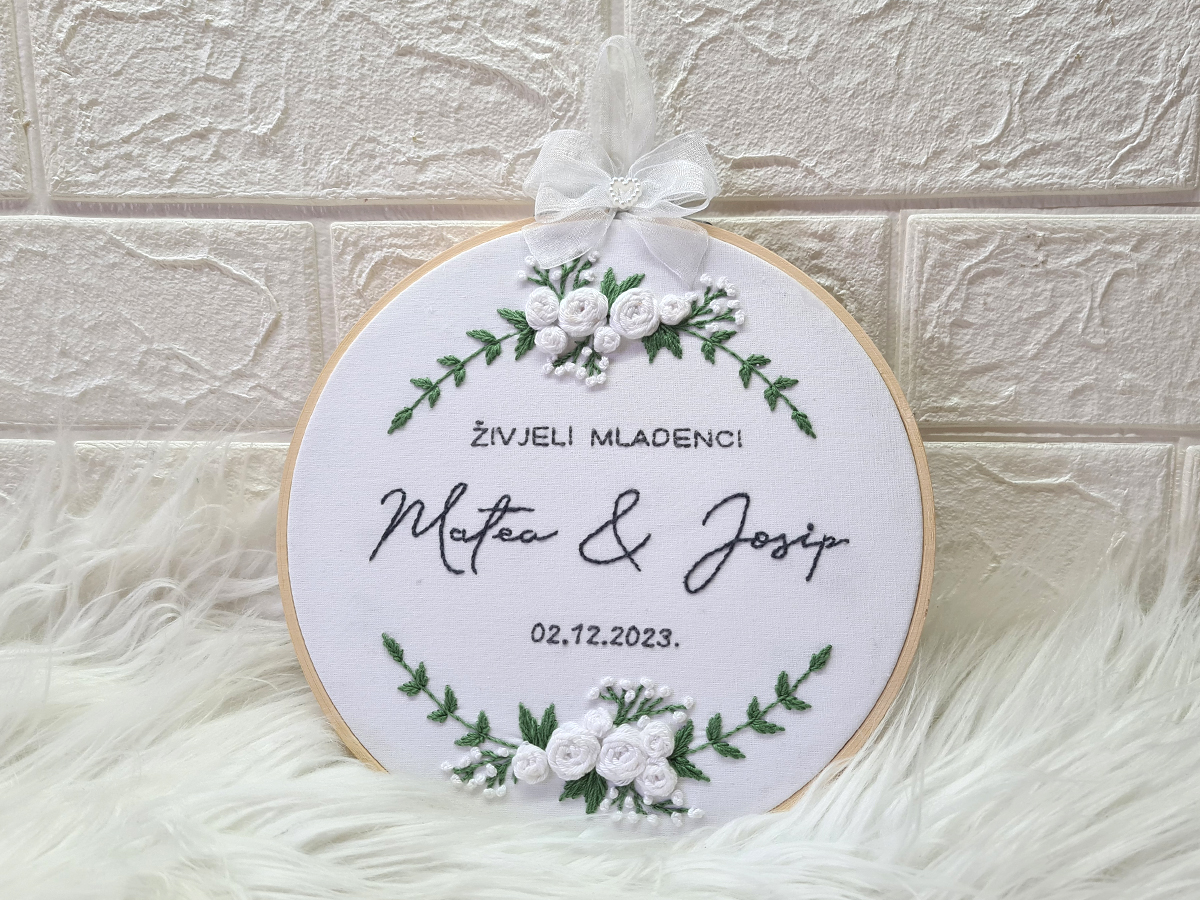 ŽIVJELI MLADENCI
Matea & Josip
02.12.2023.